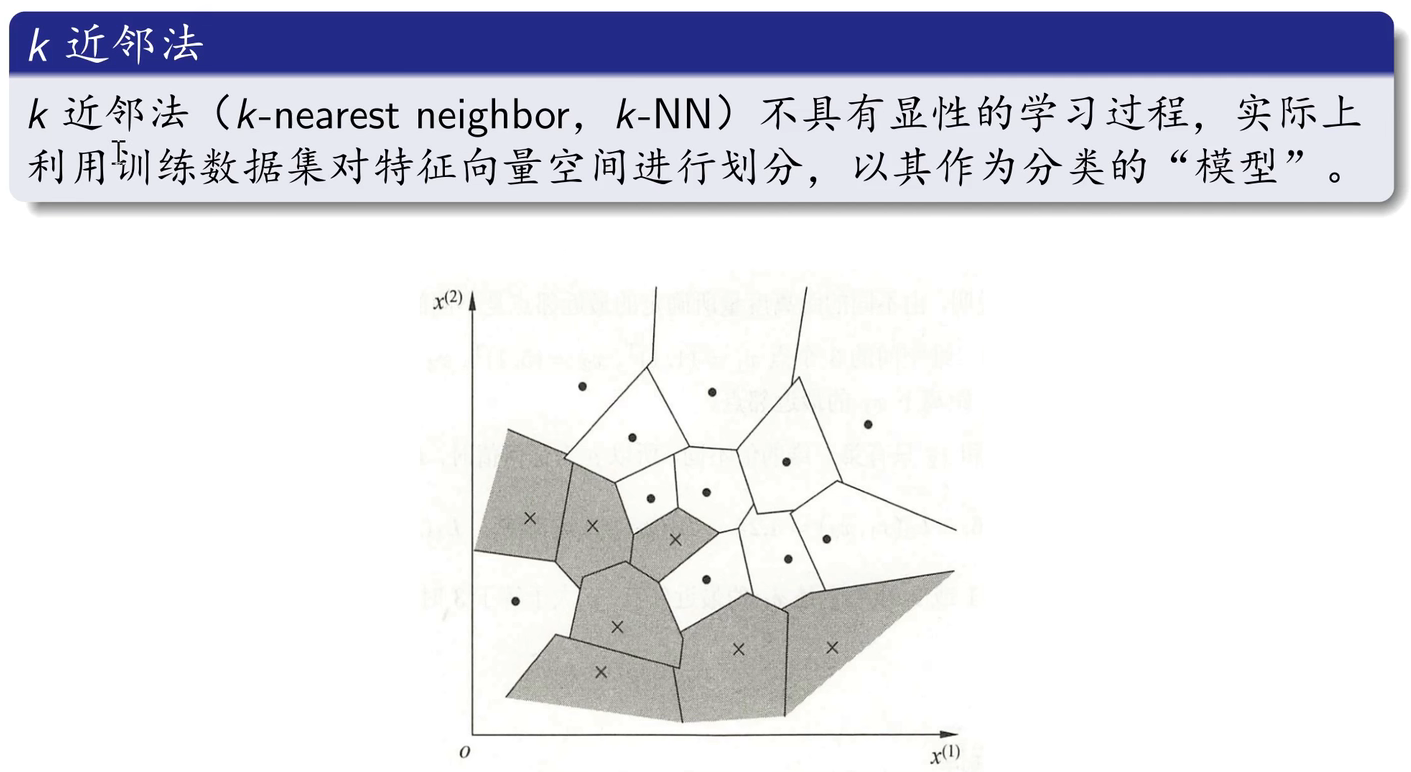 k 近邻法
k 近邻法（k-nearest neighbor，k-NN）不具有显性的学习过程，实际上
利用训练数据集对特征向量空间进行划分，以其作为分类的“模型”。
x(2)
O
x(1)